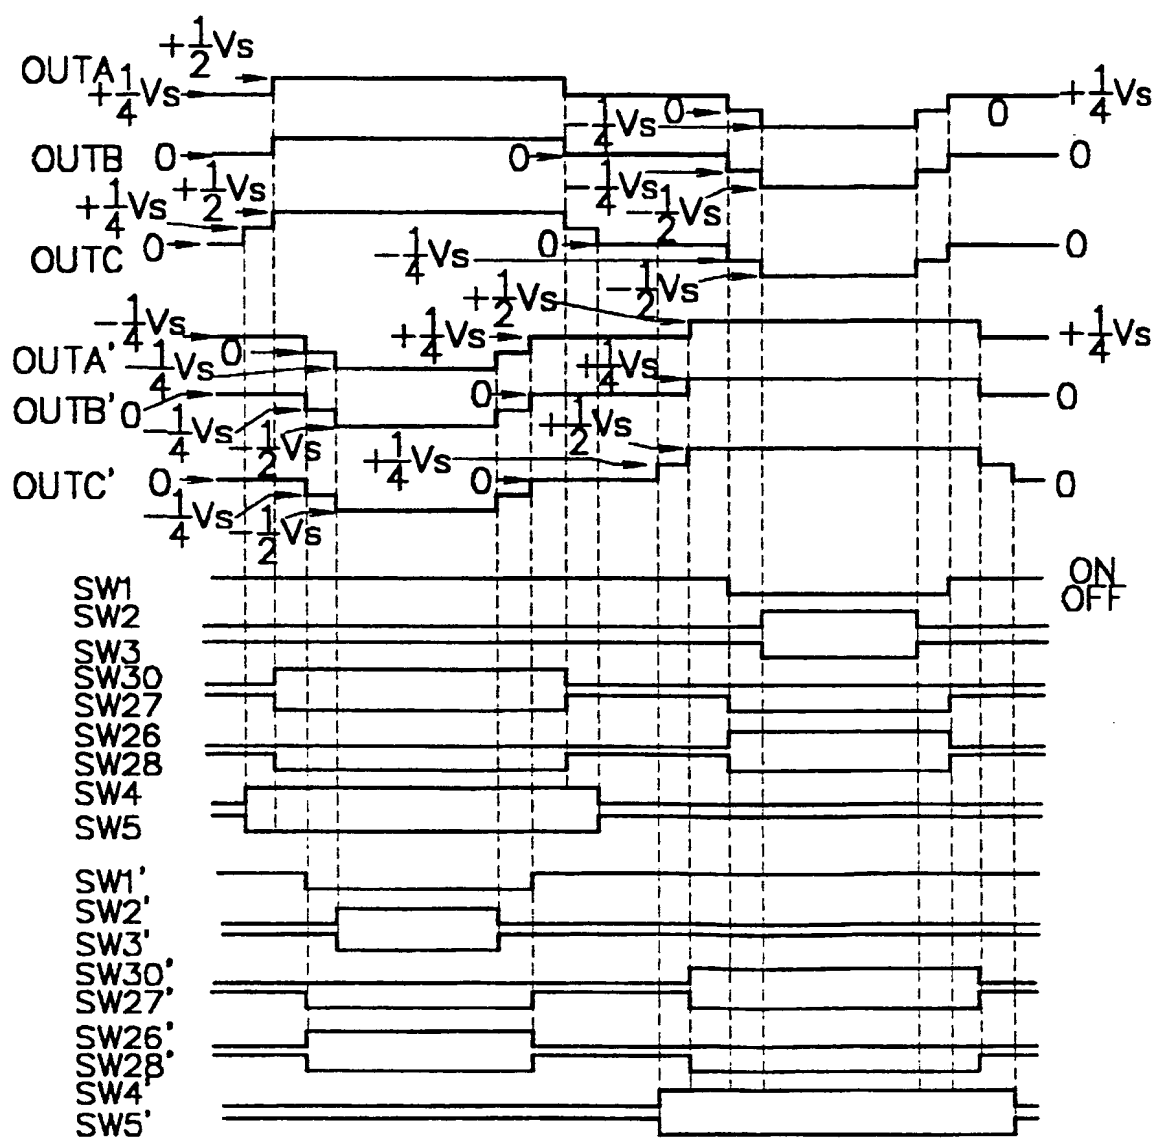 +1/2Vs
OUTA
+1/4Vs
0
+1/4Vs
-1/4Vs
0
OUTB 0
0
0
-1/4Vs
+1/2Vs
+1/4Vs
-1/2Vs
OUTC 0
0
0
-1/4Vs
-1/2Vs
+1/2Vs
-1/4Vs
+1/4Vs
+1/4Vs
0
OUTA'
-1/4Vs
+1/4Vs
OUTB' 0
0
0
-1/4Vs
-1/2Vs
+1/2Vs
+1/4Vs
OUTC' 0
0
0
-1/4Vs
-1/2Vs
ON
OFF
SW1
SW2
SW3
SW30
SW27
SW26
SW28
SW4
SW5
SW1'
SW2'
SW3'
SW30'
SW27'
SW26'
SW28'
SW4'
SW5'